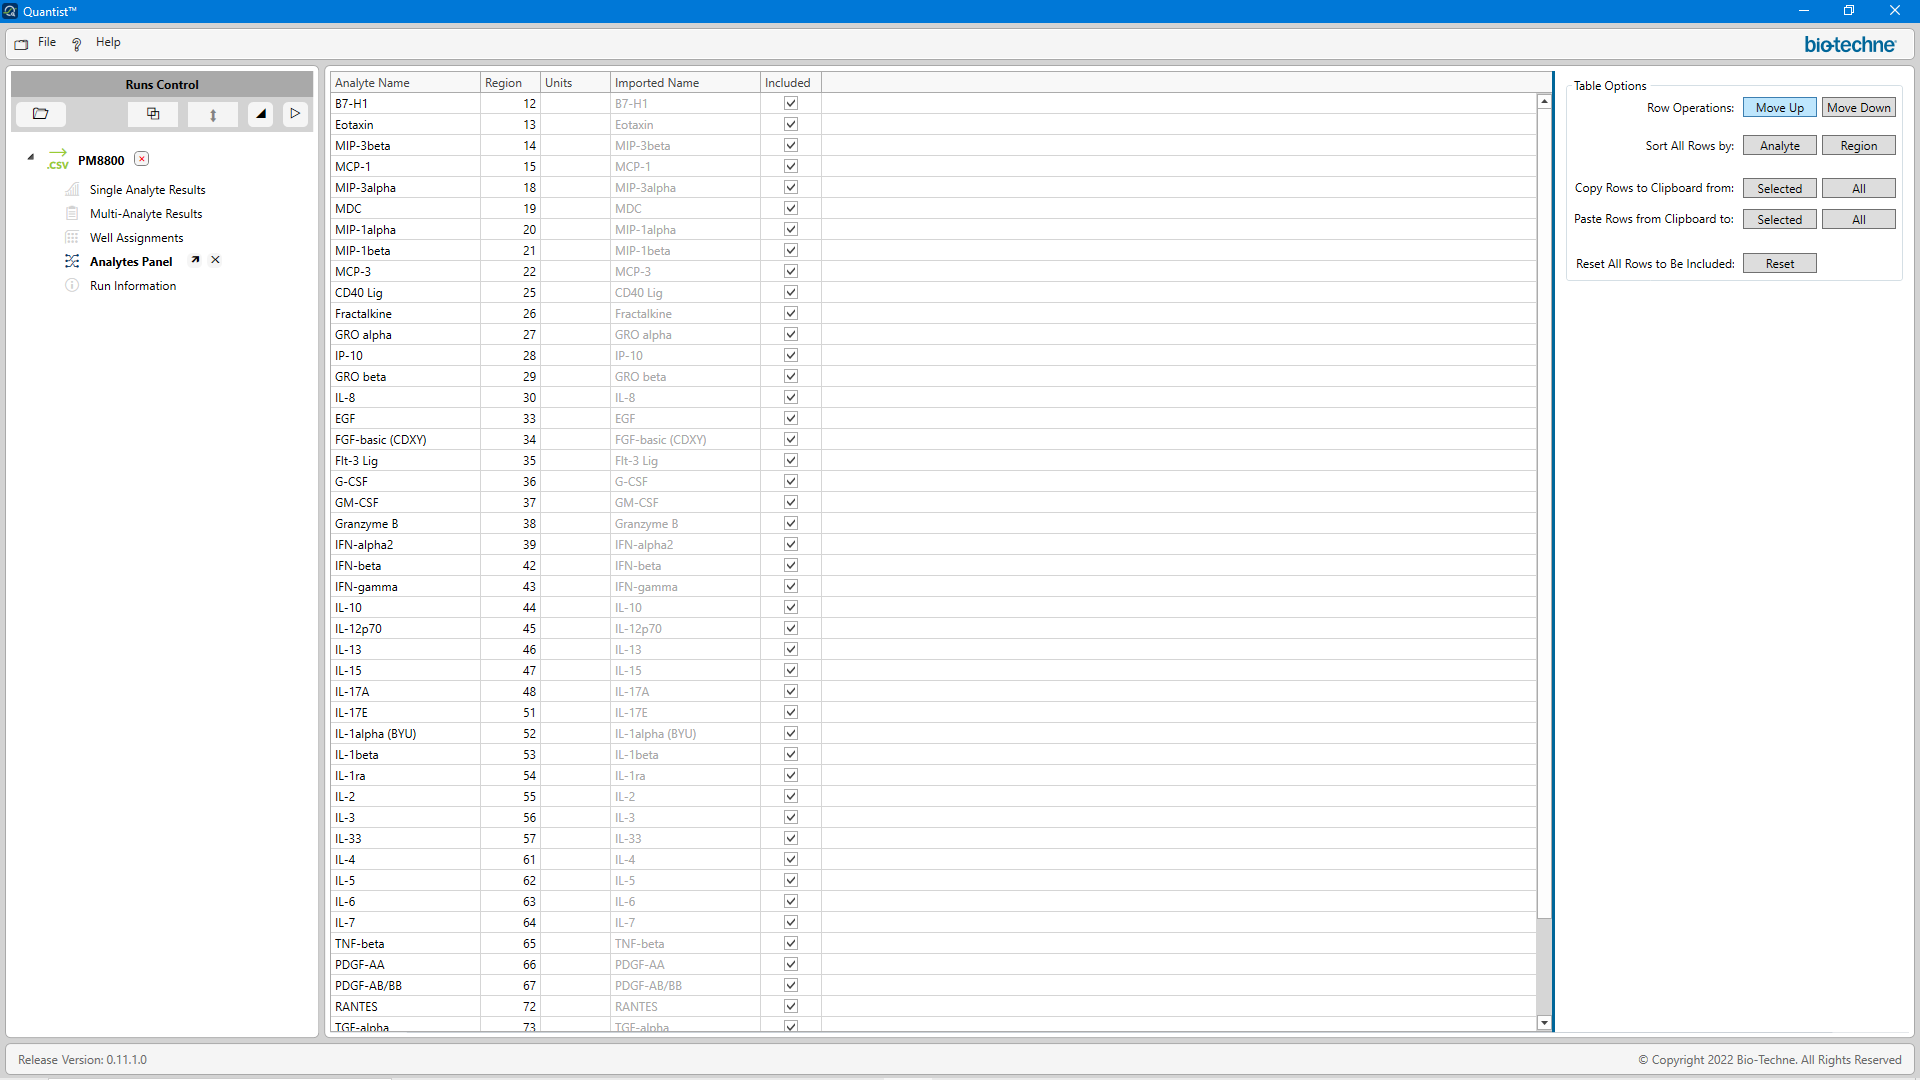 Quantist™
File Help
bio-techne
Runs Control
.CSV PM8800
Single Analyte Results
Multi-Analyte Results
Well Assignments
Analytes Panel
Run Information
Analyte Name Region Units Imported Name Included
B7-H1 12 B7-H1
Eotaxin 13 Eotaxin
MIP-3beta 14 MIP-3beta
MCP-1 15 MCP-1
MIP-3alpha 18 MIP-3alpha
MDC 19 MDC
MIP-1alpha 20 MIP-1alpha
MIP-1beta 21 MIP-1beta
MCP-3 22 MCP-3
CD40 Lig 25 CD40 Lig
Fractalkine 26 Fractalkine
GRO alpha 27 GRO alpha
IP-10 28 IP-10
GRO beta 29 GRO beta
IL-8 30 IL-8
EGF 33 EGF
FGF-basic (CDXY) 34 FGF-basic (CDXY)
Flt-3 Lig 35 Flt-3 Lig
G-CSF 36 G-CSF
GM-CSF 37 GM-CSF
Granzyme B 38 Granzyme B
IFN-alpha2 39 IFN-alpha2
IFN-beta 42 IFN-beta
IFN-gamma 43 IFN-gamma
IL-10 44 IL-10
IL-12p70 45 IL-12p70
IL-13 46 IL-13
IL-15 47 IL-15
IL-17A 48 IL-17A
IL-17E 51 IL-17E
IL-1alpha (BYU) 52 IL-1alpha (BYU)
IL-1beta 53 IL-1beta
IL-1ra 54 IL-1ra
IL-2 55 IL-2
IL-3 56 IL-3
IL-33 57 IL-33
IL-4 61 IL-4
IL-5 62 IL-5
IL-6 63 IL-6
IL-7 64 IL-7
TNF-beta 65 TNF-beta
PDGF-AA 66 PDGF-AA
PDGF-AB/BB 67 PDGF-AB/BB
RANTES 72 RANTES
TGF-alpha 73 TGF-alpha
Table Options
Row Operations: Move Up Move Down
Sort All Rows by: Analyte Region
Copy Rows to Clipboard from: Selected All
Paste Rows from Clipboard to: Selected All
Reset All Rows to Be Included: Reset
Release Version: 0.11.1.0
© Copyright 2022 Bio-Techne. All Rights Reserved